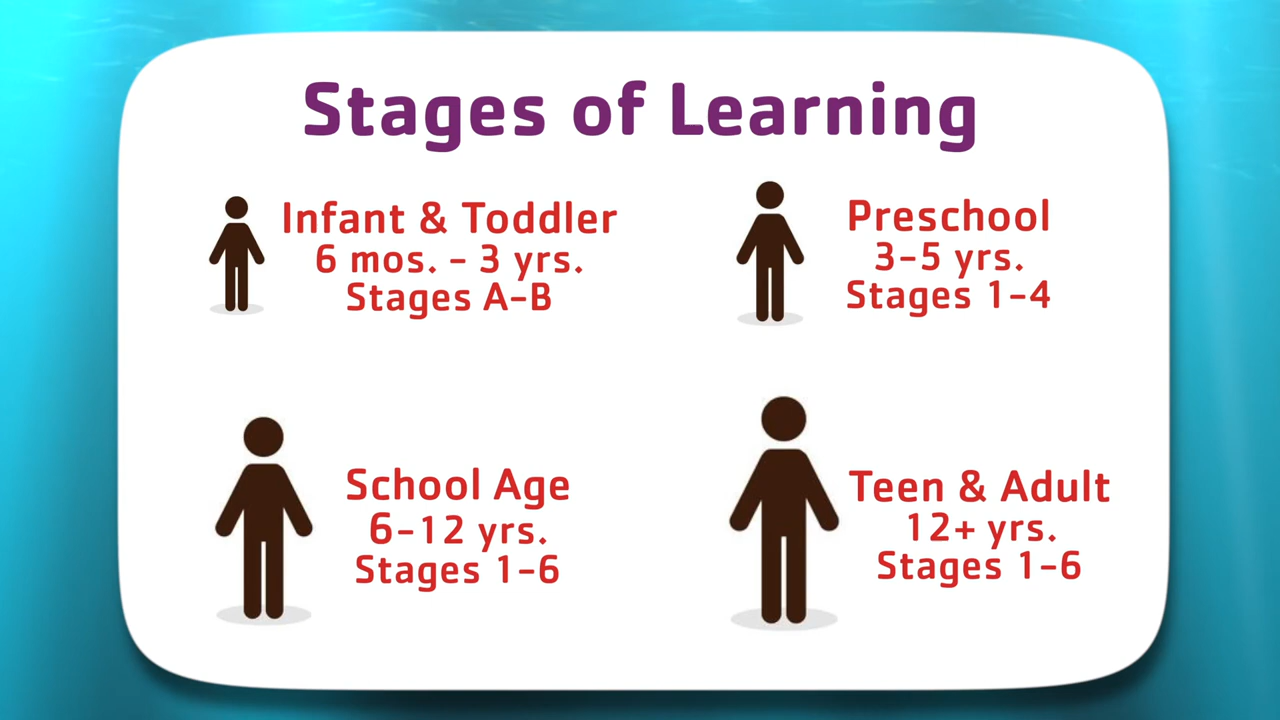 Stages of Learning
Infant & Toddler
6 mos. – 3 yrs.
Stages A–B
Preschool
3–5 yrs.
Stages 1–4
School Age
6–12 yrs.
Stages 1–6
Teen & Adult
12+ yrs.
Stages 1–6